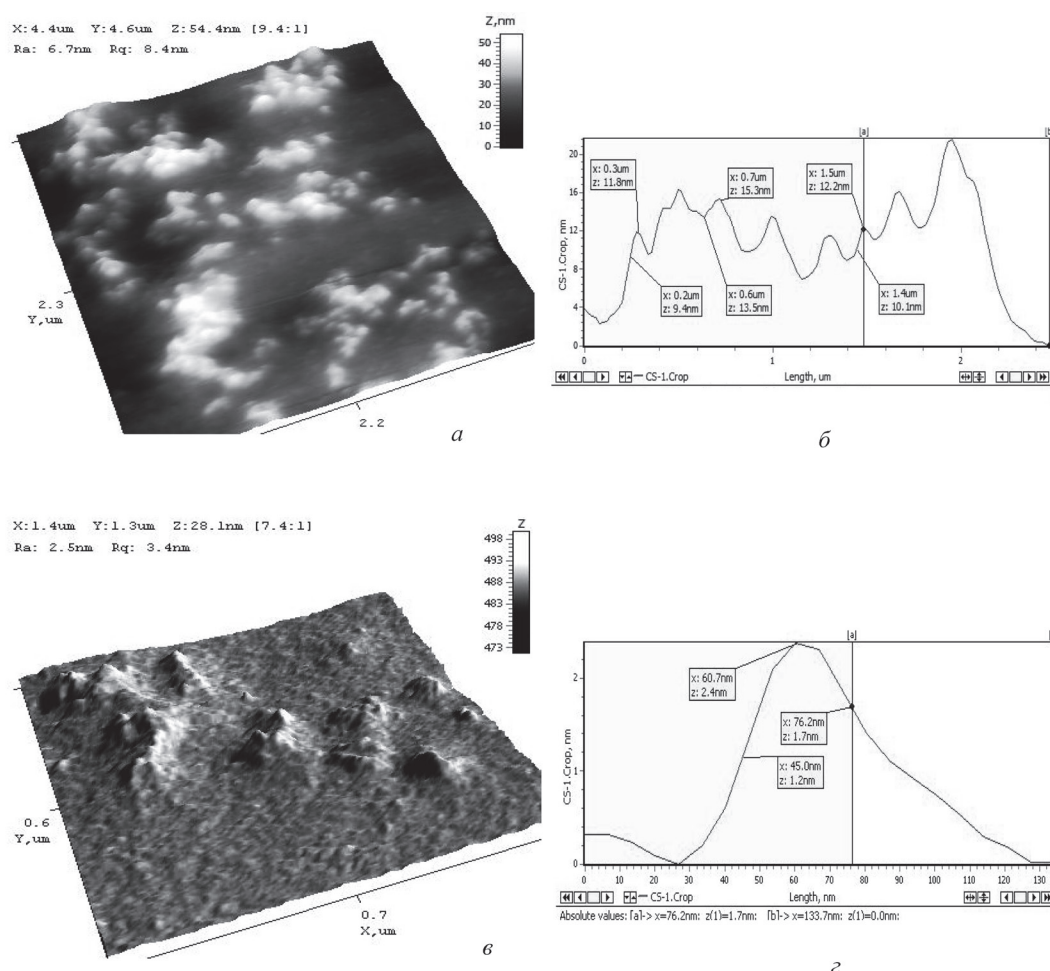 X:4.4um Y:4.6um Z:54.4nm [9.4:1]
Ra: 6.7nm Rq: 8.4nm
Z,nm
50
40
30
20
10
0
2.3
Y,um
2.2
а
[a]
20
16
12
8
4
0
CS-1.Crop, nm
x: 0.3um
z: 11.8nm
x: 0.7um
z: 15.3nm
x: 1.5um
z: 12.2nm
x: 0.2um
z: 9.4nm
x: 0.6um
z: 13.5nm
x: 1.4um
z: 10.1nm
0 1 2
CS-1.Crop Length, um
б
X:1.4um Y:1.3um Z:28.1nm [7.4:1]
Ra: 2.5nm Rq: 3.4nm
Z
498
493
488
483
478
473
0.6
Y,um
0.7
X,um
в
[a]
2
1
0
CS-1.Crop, nm
x: 60.7nm
z: 2.4nm
x: 76.2nm
z: 1.7nm
x: 45.0nm
z: 1.2nm
0 10 20 30 40 50 60 70 80 90 100 110 120 130
CS-1.Crop Length, nm
Absolute values: [a]-> x=76.2nm: z(1)=1.7nm: [b]-> x=133.7nm: z(1)=0.0nm:
г